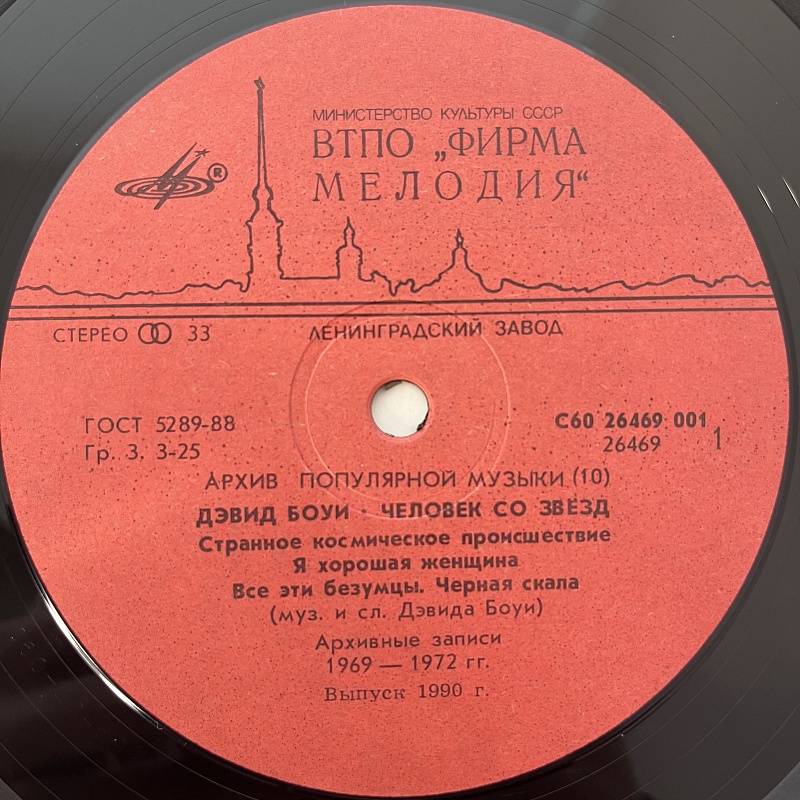 МИНИСТЕРСТВО КУЛЬТУРЫ СССР
ВТПО „ФИРМА
МЕЛОДИЯ“
®
СТЕРЕО 33
ЛЕНИНГРАДСКИЙ ЗАВОД
ГОСТ 5289-88
Гр. 3. 3-25
С60 26469 001
26469
1
АРХИВ ПОПУЛЯРНОЙ МУЗЫКИ (10)
ДЭВИД БОУИ · ЧЕЛОВЕК СО ЗВЁЗД
Странное космическое происшествие
Я хорошая женщина
Все эти безумцы. Черная скала
(муз. и сл. Дэвида Боуи)
Архивные записи
1969 — 1972 гг.
Выпуск 1990 г.